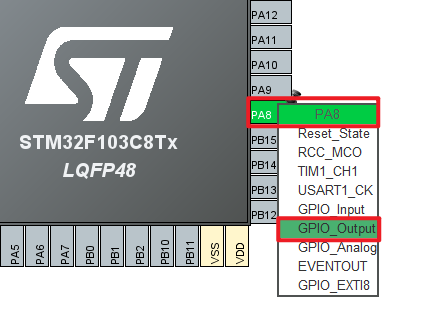 PA12
PA11
PA10
PA9
PA8
PB15
PB14
PB13
PB12
PA8
Reset_State
RCC_MCO
TIM1_CH1
USART1_CK
GPIO_Input
GPIO_Output
GPIO_Analog
EVENTOUT
GPIO_EXTI8
ST
STM32F103C8Tx
LQFP48
PA5
PA6
PA7
PB0
PB1
PB2
PB10
PB11
VSS
VDD